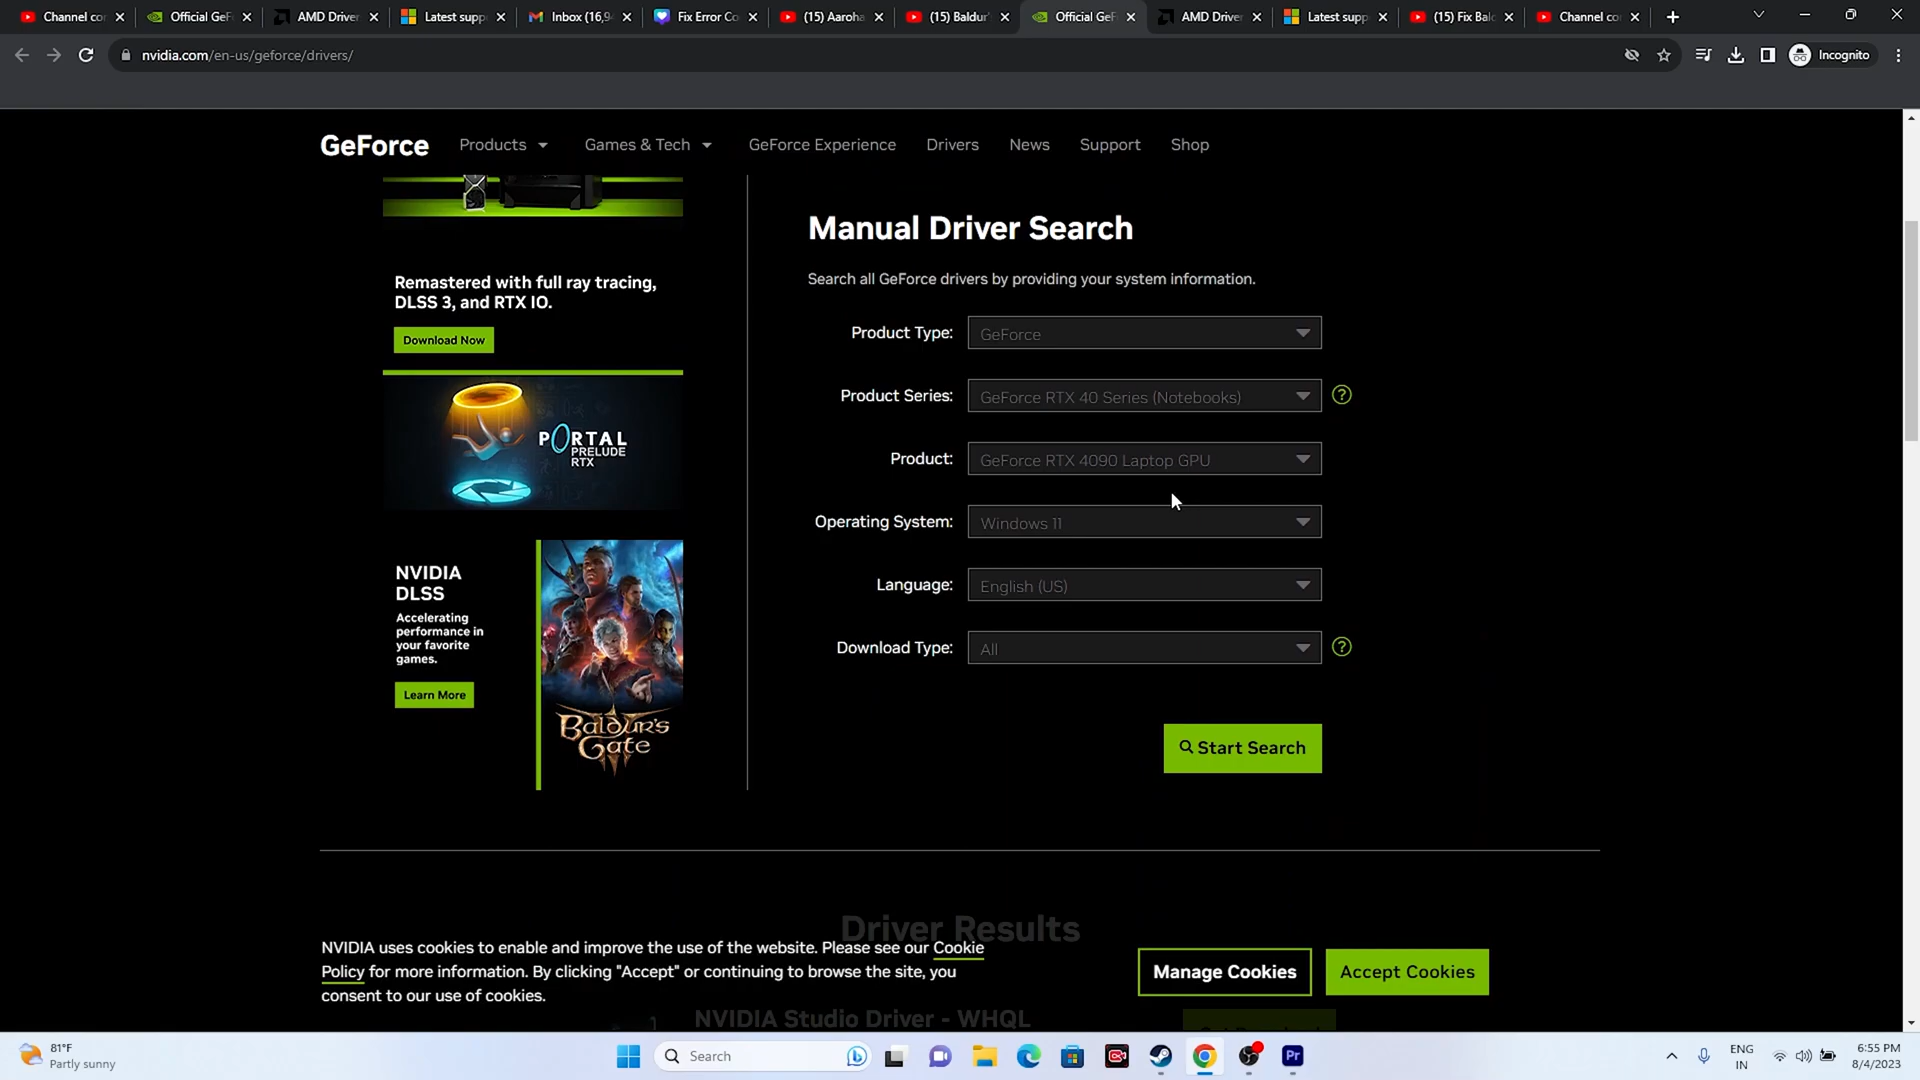 Channel co
Official GeF
AMD Driver
Latest supp
Inbox (16,9
Fix Error Co
(15) Aaroha
(15) Baldur'
Official GeF
AMD Driver
Latest supp
(15) Fix Bal
Channel co
nvidia.com/en-us/geforce/drivers/
Incognito
GeForce
Products
Games & Tech
GeForce Experience
Drivers
News
Support
Shop
Remastered with full ray tracing,
DLSS 3, and RTX IO.
Download Now
PORTAL
PRELUDE
RTX
NVIDIA
DLSS
Accelerating
performance in
your favorite
games.
Learn More
Baldur's
Gate
Manual Driver Search
Search all GeForce drivers by providing your system information.
Product Type: GeForce
Product Series: GeForce RTX 40 Series (Notebooks) ?
Product: GeForce RTX 4090 Laptop GPU
Operating System: Windows 11
Language: English (US)
Download Type: All ?
Start Search
Driver Results
NVIDIA uses cookies to enable and improve the use of the website. Please see our Cookie
Policy for more information. By clicking "Accept" or continuing to browse the site, you
consent to our use of cookies.
Manage Cookies
Accept Cookies
NVIDIA Studio Driver - WHQL
81°F
Partly sunny
Search
Pr
ENG
IN
6:55 PM
8/4/2023